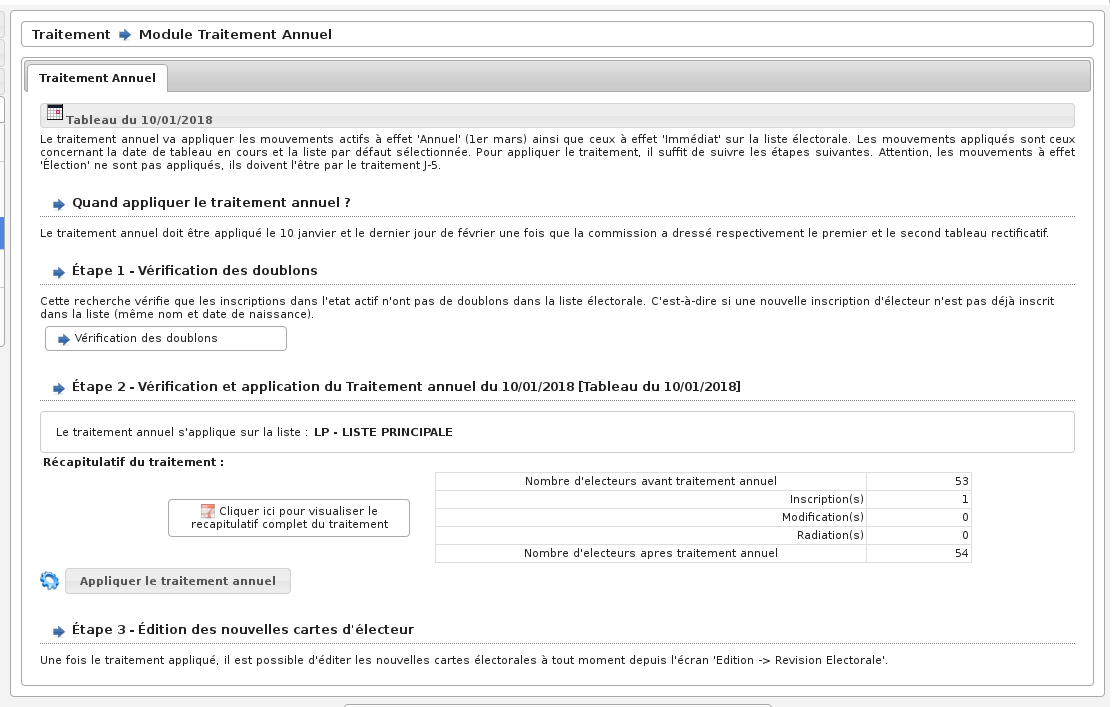 Traitement Module Traitement Annuel
Traitement Annuel
Tableau du 10/01/2018
Le traitement annuel va appliquer les mouvements actifs à effet 'Annuel' (1er mars) ainsi que ceux à effet 'Immédiat' sur la liste électorale. Les mouvements appliqués sont ceux
concernant la date de tableau en cours et la liste par défaut sélectionnée. Pour appliquer le traitement, il suffit de suivre les étapes suivantes. Attention, les mouvements à effet
'Élection' ne sont pas appliqués, ils doivent l'être par le traitement J-5.
Quand appliquer le traitement annuel ?
Le traitement annuel doit être appliqué le 10 janvier et le dernier jour de février une fois que la commission a dressé respectivement le premier et le second tableau rectificatif.
Étape 1 - Vérification des doublons
Cette recherche vérifie que les inscriptions dans l'etat actif n'ont pas de doublons dans la liste électorale. C'est-à-dire si une nouvelle inscription d'électeur n'est pas déjà inscrit
dans la liste (même nom et date de naissance).
Vérification des doublons
Étape 2 - Vérification et application du Traitement annuel du 10/01/2018 [Tableau du 10/01/2018]
Le traitement annuel s'applique sur la liste : LP - LISTE PRINCIPALE
Récapitulatif du traitement :
Cliquer ici pour visualiser le
recapitulatif complet du traitement
Nombre d'electeurs avant traitement annuel 53
Inscription(s) 1
Modification(s) 0
Radiation(s) 0
Nombre d'electeurs apres traitement annuel 54
Appliquer le traitement annuel
Étape 3 - Édition des nouvelles cartes d'électeur
Une fois le traitement appliqué, il est possible d'éditer les nouvelles cartes électorales à tout moment depuis l'écran 'Edition -> Revision Electorale'.